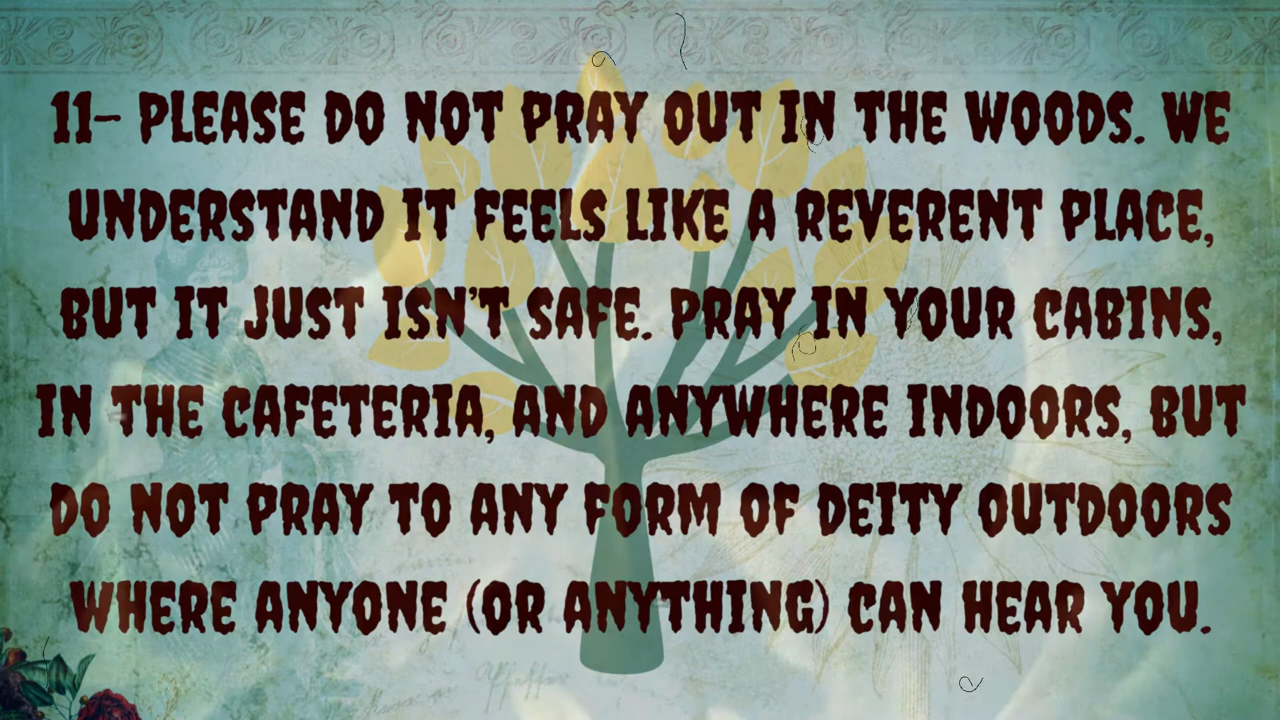 11- PLEASE DO NOT PRAY OUT IN THE WOODS. WE
UNDERSTAND IT FEELS LIKE A REVERENT PLACE,
BUT IT JUST ISN'T SAFE. PRAY IN YOUR CABINS,
IN THE CAFETERIA, AND ANYWHERE INDOORS, BUT
DO NOT PRAY TO ANY FORM OF DEITY OUTDOORS
WHERE ANYONE (OR ANYTHING) CAN HEAR YOU.